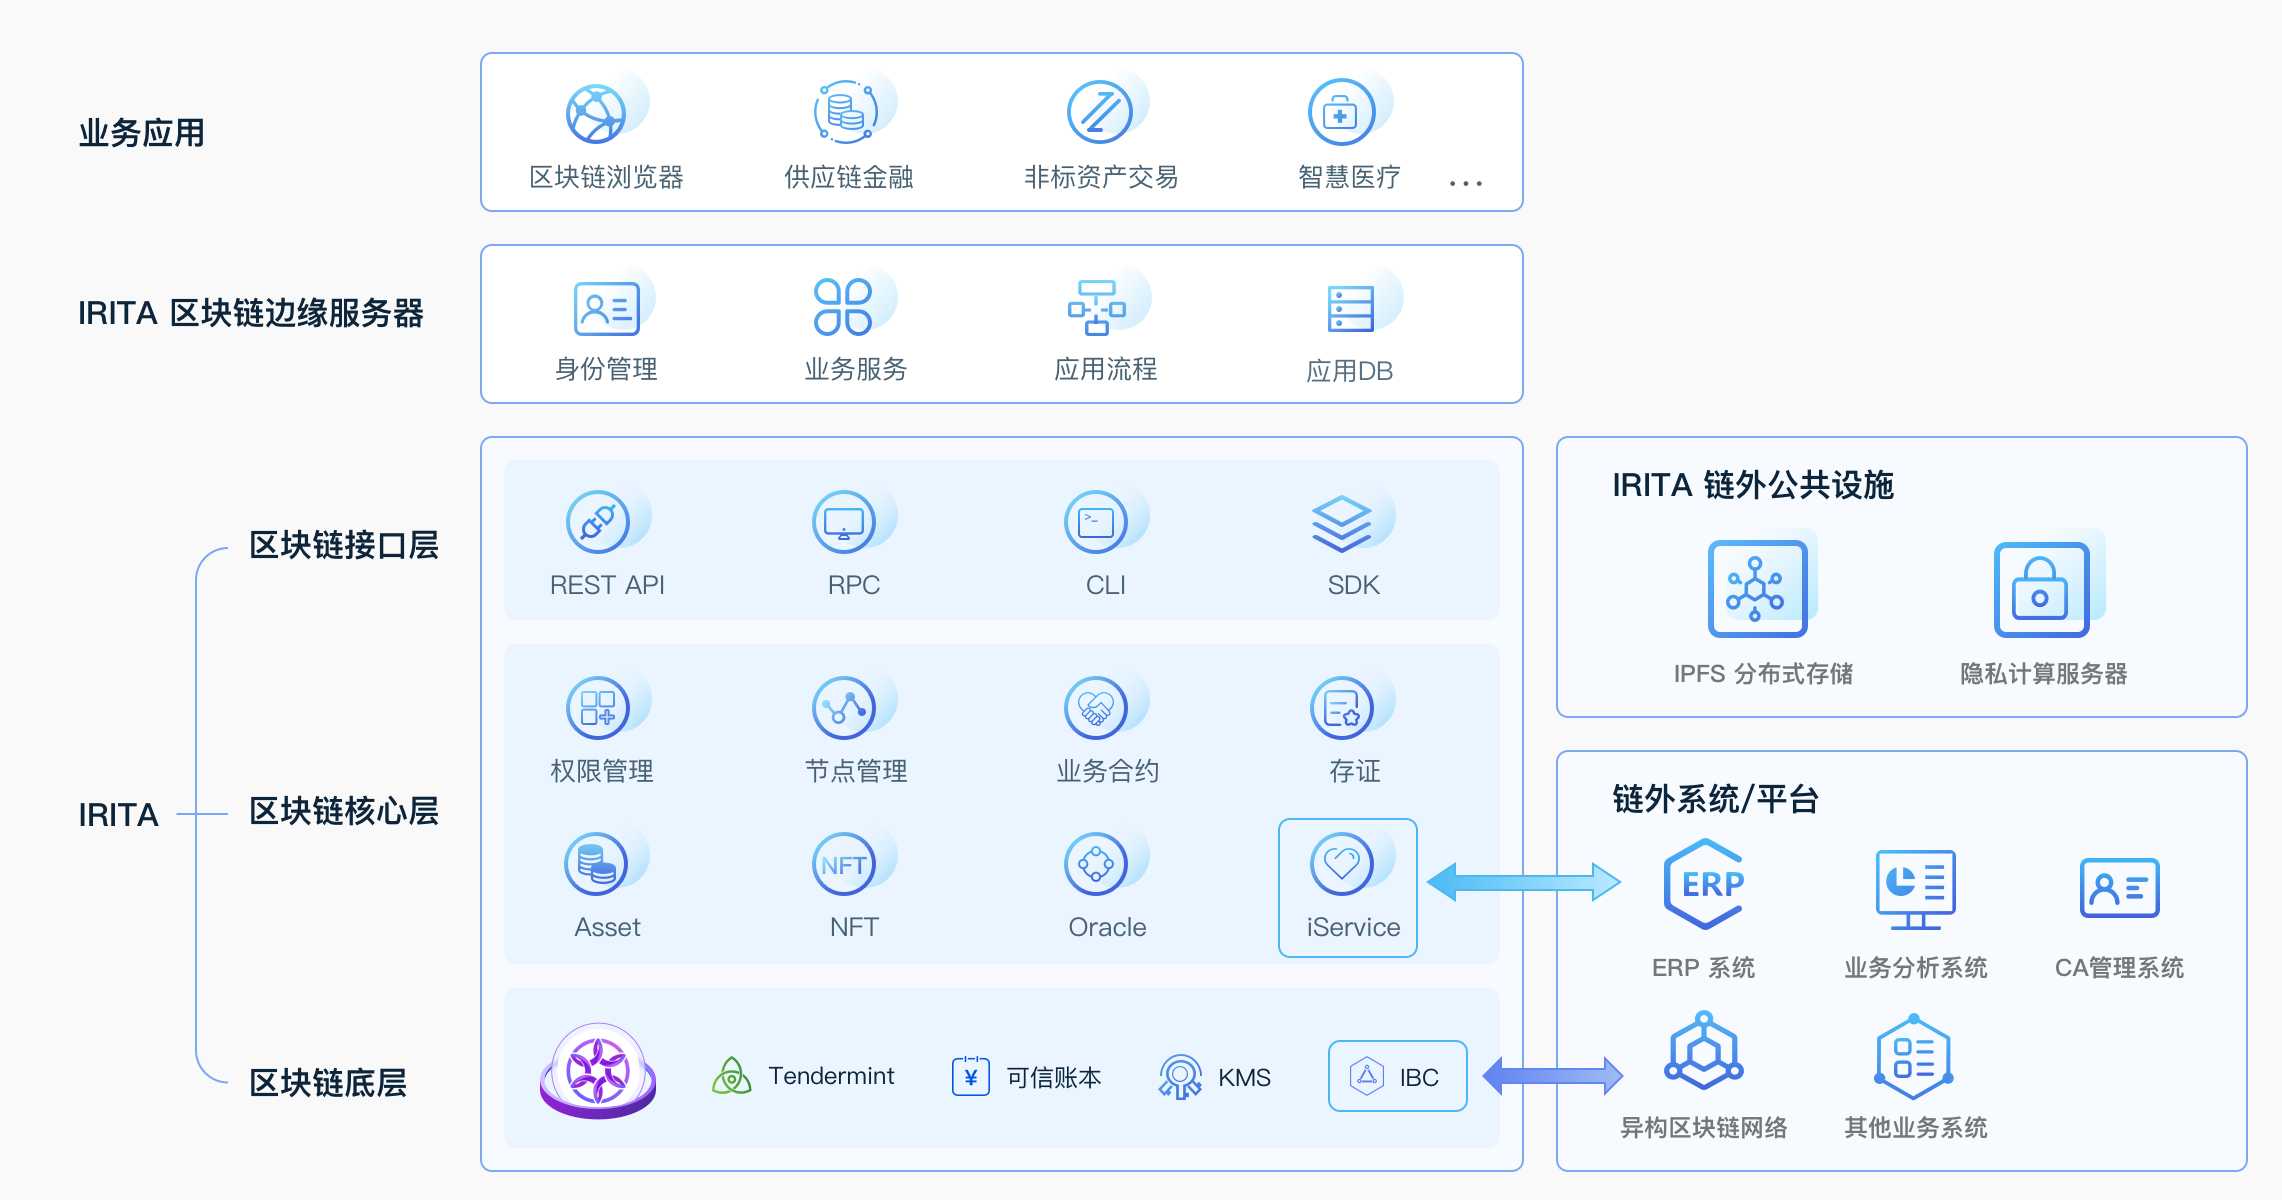 业务应用
区块链浏览器
供应链金融
非标资产交易
智慧医疗
...
IRITA 区块链边缘服务器
身份管理
业务服务
应用流程
应用DB
IRITA
区块链接口层
REST API
RPC
>_
CLI
SDK
区块链核心层
权限管理
节点管理
业务合约
存证
Asset
NFT
NFT
Oracle
iService
区块链底层
Tendermint
¥
可信账本
KMS
IBC
IRITA 链外公共设施
IPFS 分布式存储
隐私计算服务器
链外系统/平台
ERP
ERP 系统
业务分析系统
CA管理系统
异构区块链网络
其他业务系统